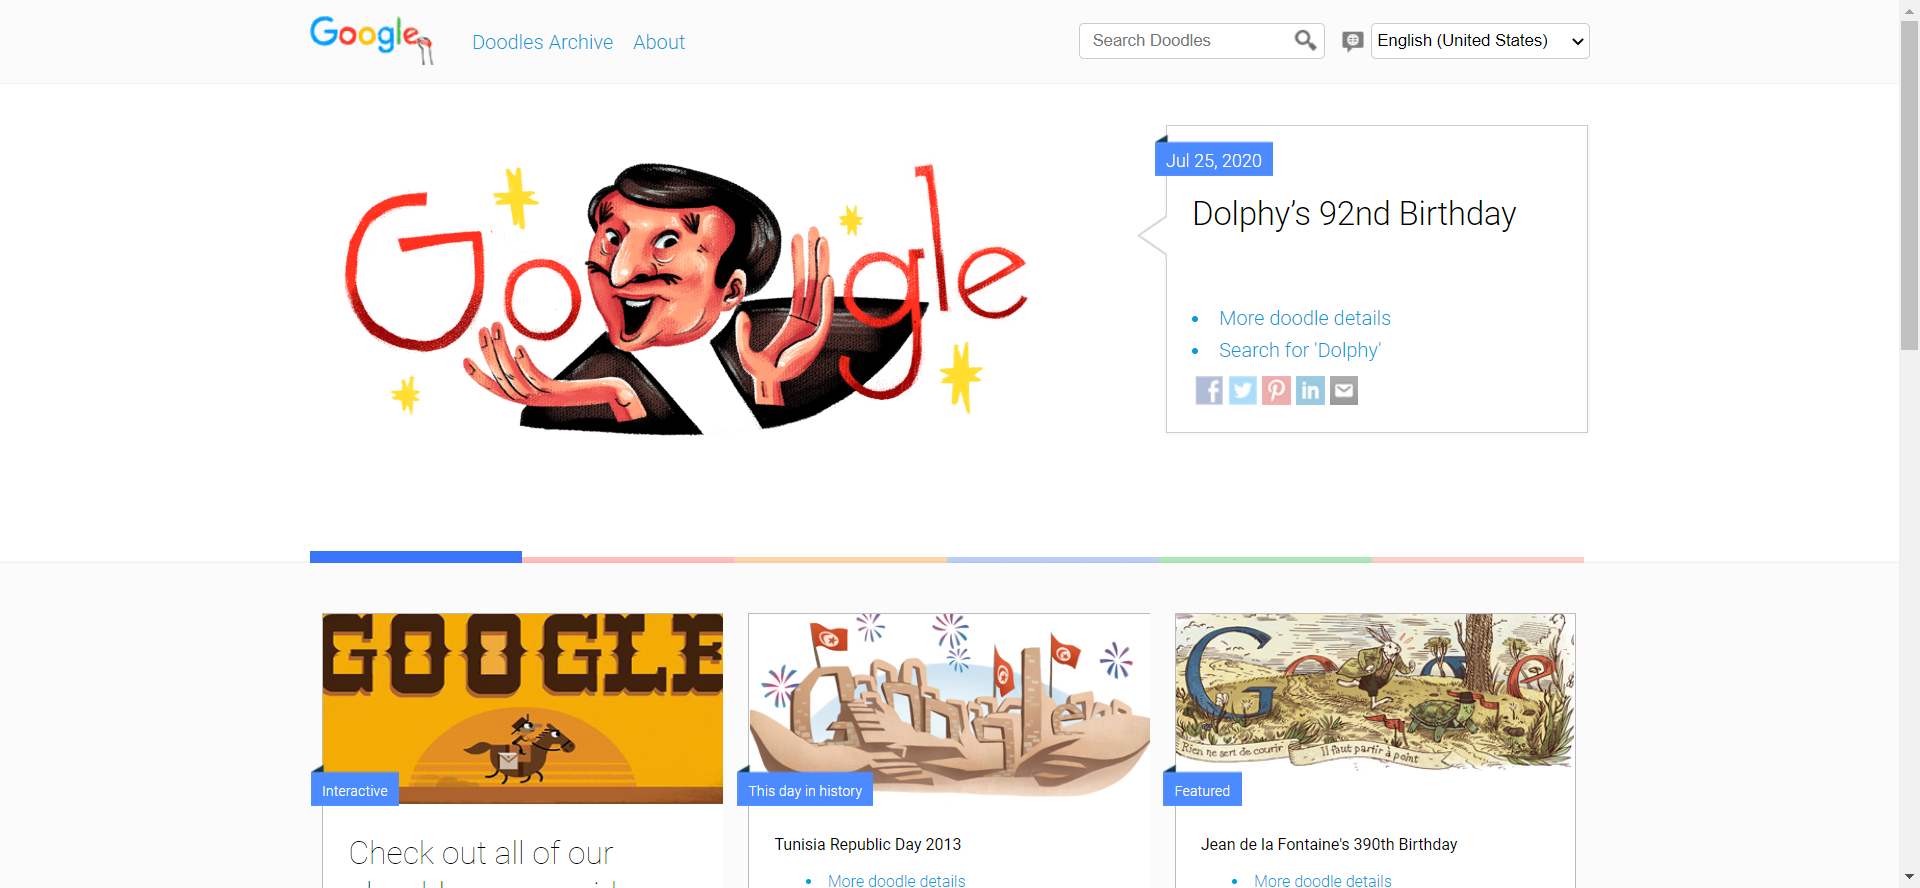 Google
Doodles Archive
About
Search Doodles
English (United States)
Google
Jul 25, 2020
Dolphy’s 92nd Birthday
More doodle details
Search for 'Dolphy'
GOOGLE
Interactive
Check out all of our
This day in history
Tunisia Republic Day 2013
More doodle details
Google
Rien ne sert de courir
Il faut partir à point
Featured
Jean de la Fontaine's 390th Birthday
More doodle details